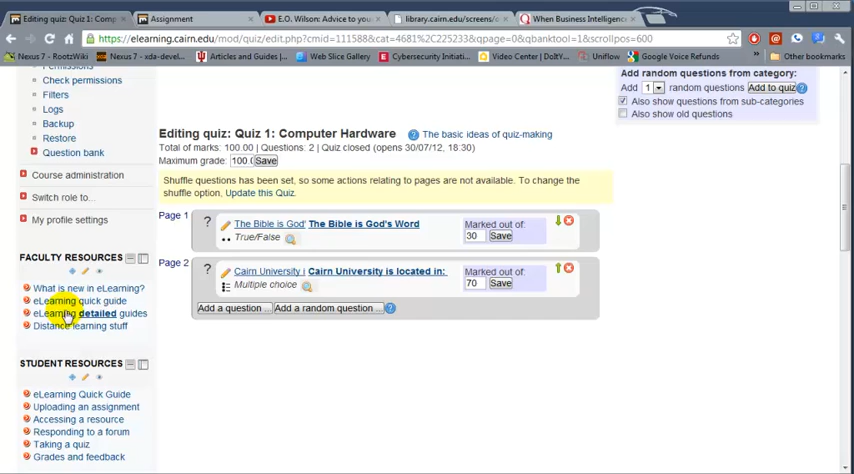 Editing quiz: Quiz 1: Comp
Assignment
E.O. Wilson: Advice to you
library.cairn.edu/screens/o
When Business Intelligence
https://elearning.cairn.edu/mod/quiz/edit.php?cmid=111588&cat=4681%2C225233&qpage=0&qbanktool=1&scrollpos=600
Nexus 7 - RootzWiki
Nexus 7 - xda-devel...
Articles and Guides |...
Web Slice Gallery
Cybersecurity Initiati...
Video Center | DoItY...
Uniflow
Google Voice Refunds
Other bookmarks
Permissions
Check permissions
Filters
Logs
Backup
Restore
Question bank
Course administration
Switch role to...
My profile settings
FACULTY RESOURCES
What is new in eLearning?
eLearning quick guide
eLearning detailed guides
Distance learning stuff
STUDENT RESOURCES
eLearning Quick Guide
Uploading an assignment
Accessing a resource
Responding to a forum
Taking a quiz
Grades and feedback
Editing quiz: Quiz 1: Computer Hardware
The basic ideas of quiz-making
Total of marks: 100.00 | Questions: 2 | Quiz closed (opens 30/07/12, 18:30)
Maximum grade: 100.0 Save
Shuffle questions has been set, so some actions relating to pages are not available. To change the
shuffle option, Update this Quiz.
Page 1
? The Bible is God' The Bible is God's Word
True/False
Marked out of:
30 Save
Page 2
? Cairn University i Cairn University is located in:
Multiple choice
Marked out of:
70 Save
Add a question ... Add a random question ... ?
Add random questions from category:
Add 1 random questions Add to quiz ?
Also show questions from sub-categories
Also show old questions